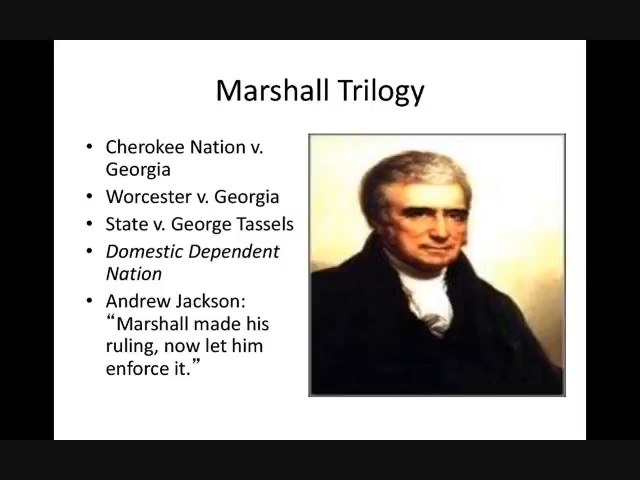 Marshall Trilogy
• Cherokee Nation v.
Georgia
• Worcester v. Georgia
• State v. George Tassels
• Domestic Dependent
Nation
• Andrew Jackson:
“Marshall made his
ruling, now let him
enforce it.”